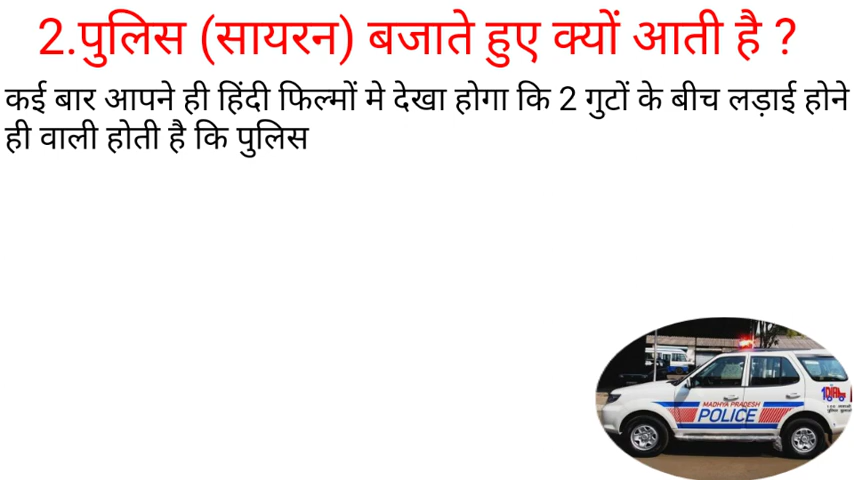 2.पुलिस (सायरन) बजाते हुए क्यों आती है ?
कई बार आपने ही हिंदी फिल्मों मे देखा होगा कि 2 गुटों के बीच लड़ाई होने
ही वाली होती है कि पुलिस
MADHYA PRADESH
POLICE